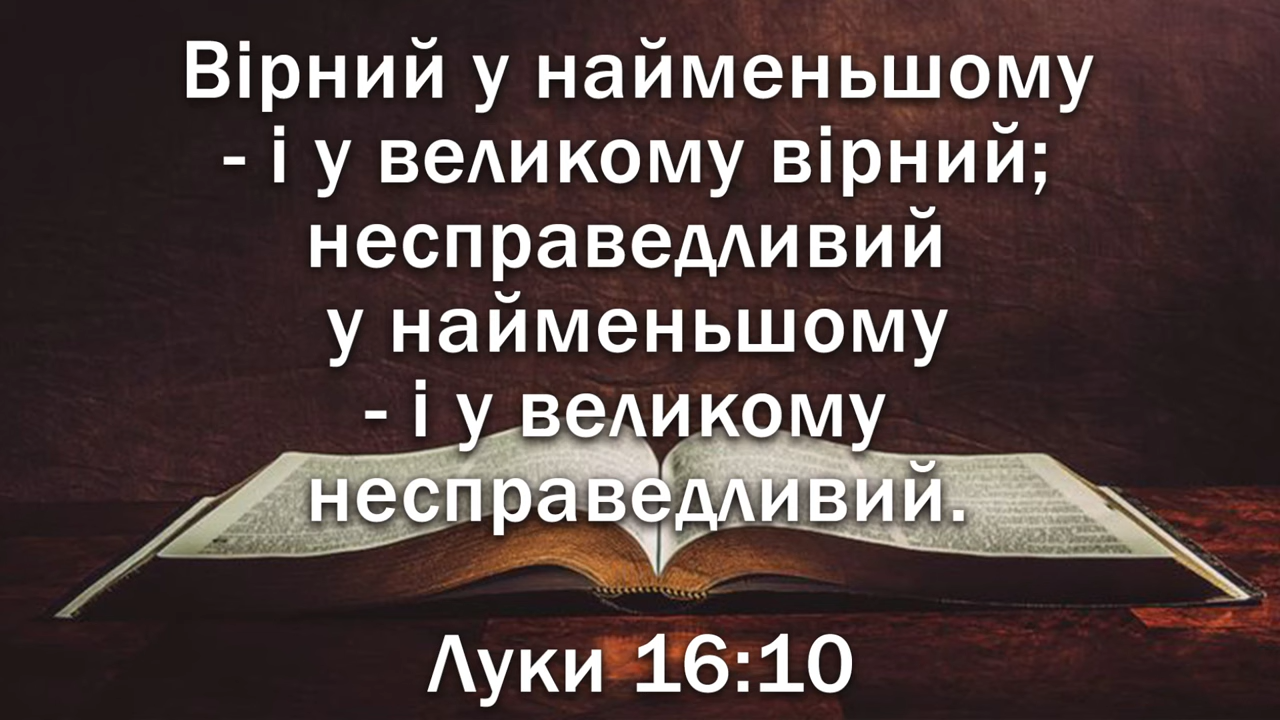 Вірний у найменьшому
- і у великому вірний;
несправедливий
у найменьшому
- і у великому
несправедливий.
Луки 16:10